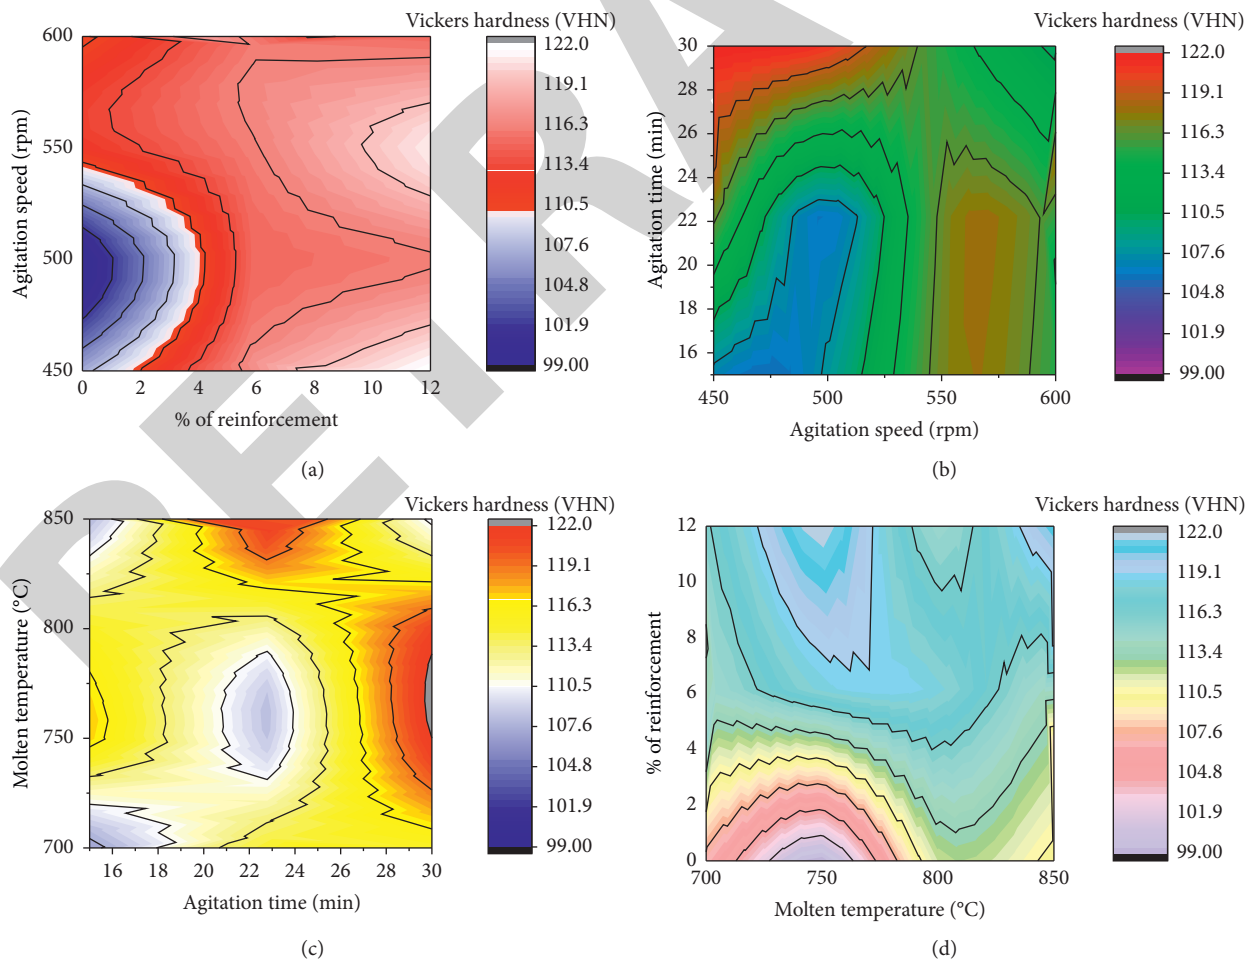 Vickers hardness (VHN)
600
550
500
450
Agitation speed (rpm)
0 2 4 6 8 10 12
% of reinforcement
122.0
119.1
116.3
113.4
110.5
107.6
104.8
101.9
99.00
(a)
Vickers hardness (VHN)
30
28
26
24
22
20
18
16
Agitation time (min)
450 500 550 600
Agitation speed (rpm)
122.0
119.1
116.3
113.4
110.5
107.6
104.8
101.9
99.00
(b)
Vickers hardness (VHN)
850
800
750
700
Molten temperature (°C)
16 18 20 22 24 26 28 30
Agitation time (min)
122.0
119.1
116.3
113.4
110.5
107.6
104.8
101.9
99.00
(c)
Vickers hardness (VHN)
12
10
8
6
4
2
0
% of reinforcement
700 750 800 850
Molten temperature (°C)
122.0
119.1
116.3
113.4
110.5
107.6
104.8
101.9
99.00
(d)